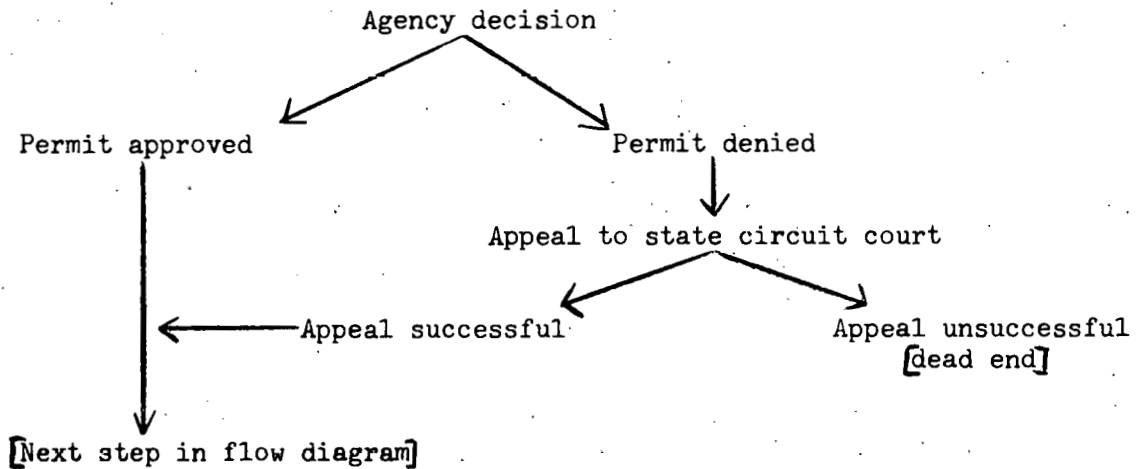 Agency decision
Permit approved
Permit denied
Appeal to state circuit court
Appeal successful
Appeal unsuccessful
[dead end]
[Next step in flow diagram]